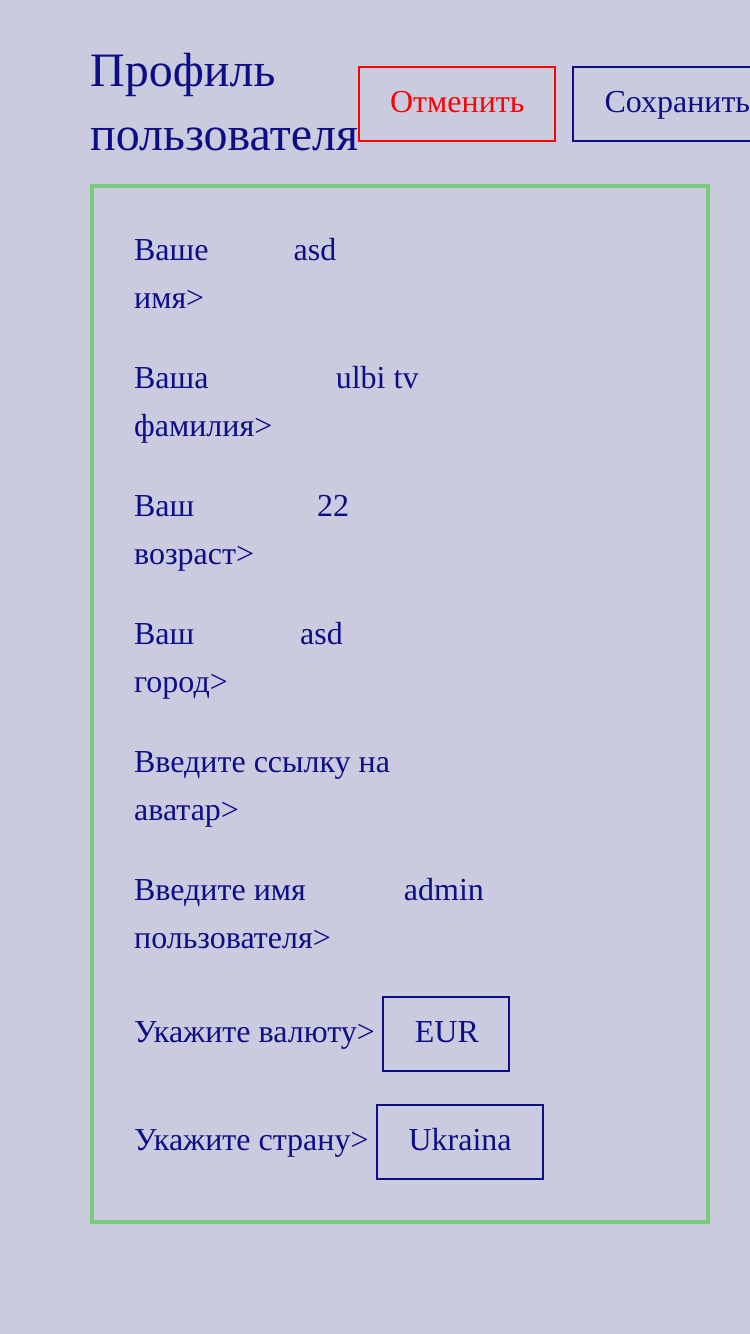 Профиль
пользователя
Отменить
Сохранить
Ваше asd
имя>
Ваша ulbi tv
фамилия>
Ваш 22
возраст>
Ваш asd
город>
Введите ссылку на
аватар>
Введите имя admin
пользователя>
Укажите валюту> EUR
Укажите страну> Ukraina